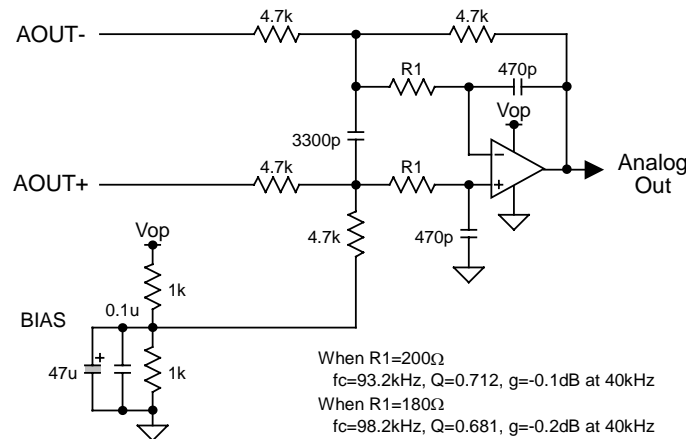 4.7k
4.7k
AOUT-
R1
470p
Vop
3300p
4.7k
R1
AOUT+
Analog
Out
4.7k
470p
Vop
1k
0.1u
BIAS
47u
1k
When R1=200Ω
fc=93.2kHz, Q=0.712, g=-0.1dB at 40kHz
When R1=180Ω
fc=98.2kHz, Q=0.681, g=-0.2dB at 40kHz